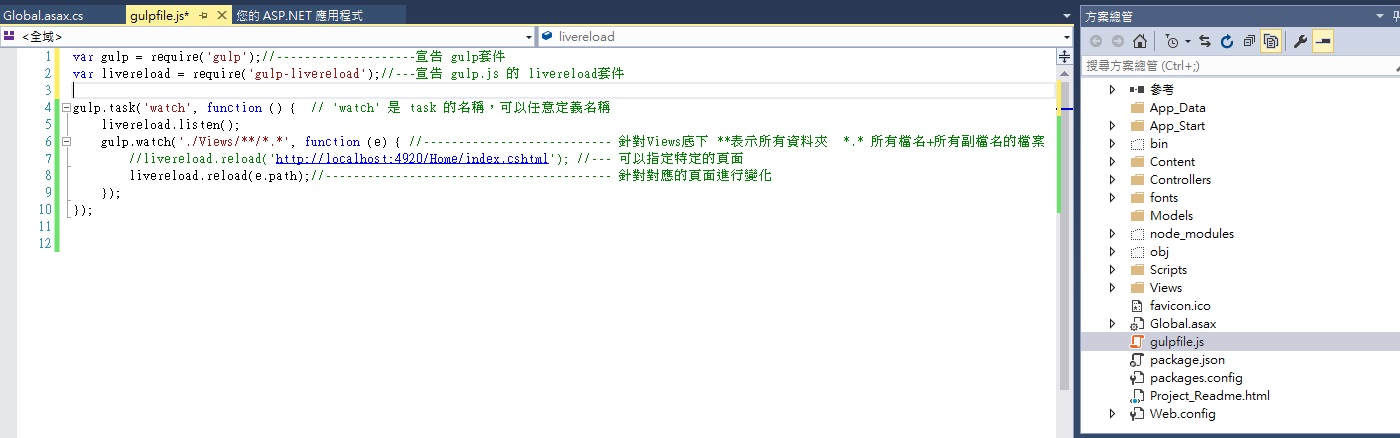 Global.asax.cs
gulpfile.js*
您的 ASP.NET 應用程式
<全域>
livereload
1 var gulp = require('gulp');//-------------------宣告 gulp套件
2 var livereload = require('gulp-livereload');//---宣告 gulp.js 的 livereload套件
3
4 gulp.task('watch', function () {  // 'watch' 是 task 的名稱，可以任意定義名稱
5     livereload.listen();
6     gulp.watch('./Views/**/*.*', function (e) { //-------------------------- 針對Views底下 **表示所有資料夾  *.* 所有檔名+所有副檔名的檔案
7         //livereload.reload('http://localhost:4920/Home/index.cshtml'); //--- 可以指定特定的頁面
8         livereload.reload(e.path);//--------------------------------------- 針對對應的頁面進行變化
9     });
10 });
11
12
方案總管
搜尋方案總管 (Ctrl+;)
參考
App_Data
App_Start
bin
Content
Controllers
fonts
Models
node_modules
obj
Scripts
Views
favicon.ico
Global.asax
gulpfile.js
package.json
packages.config
Project_Readme.html
Web.config